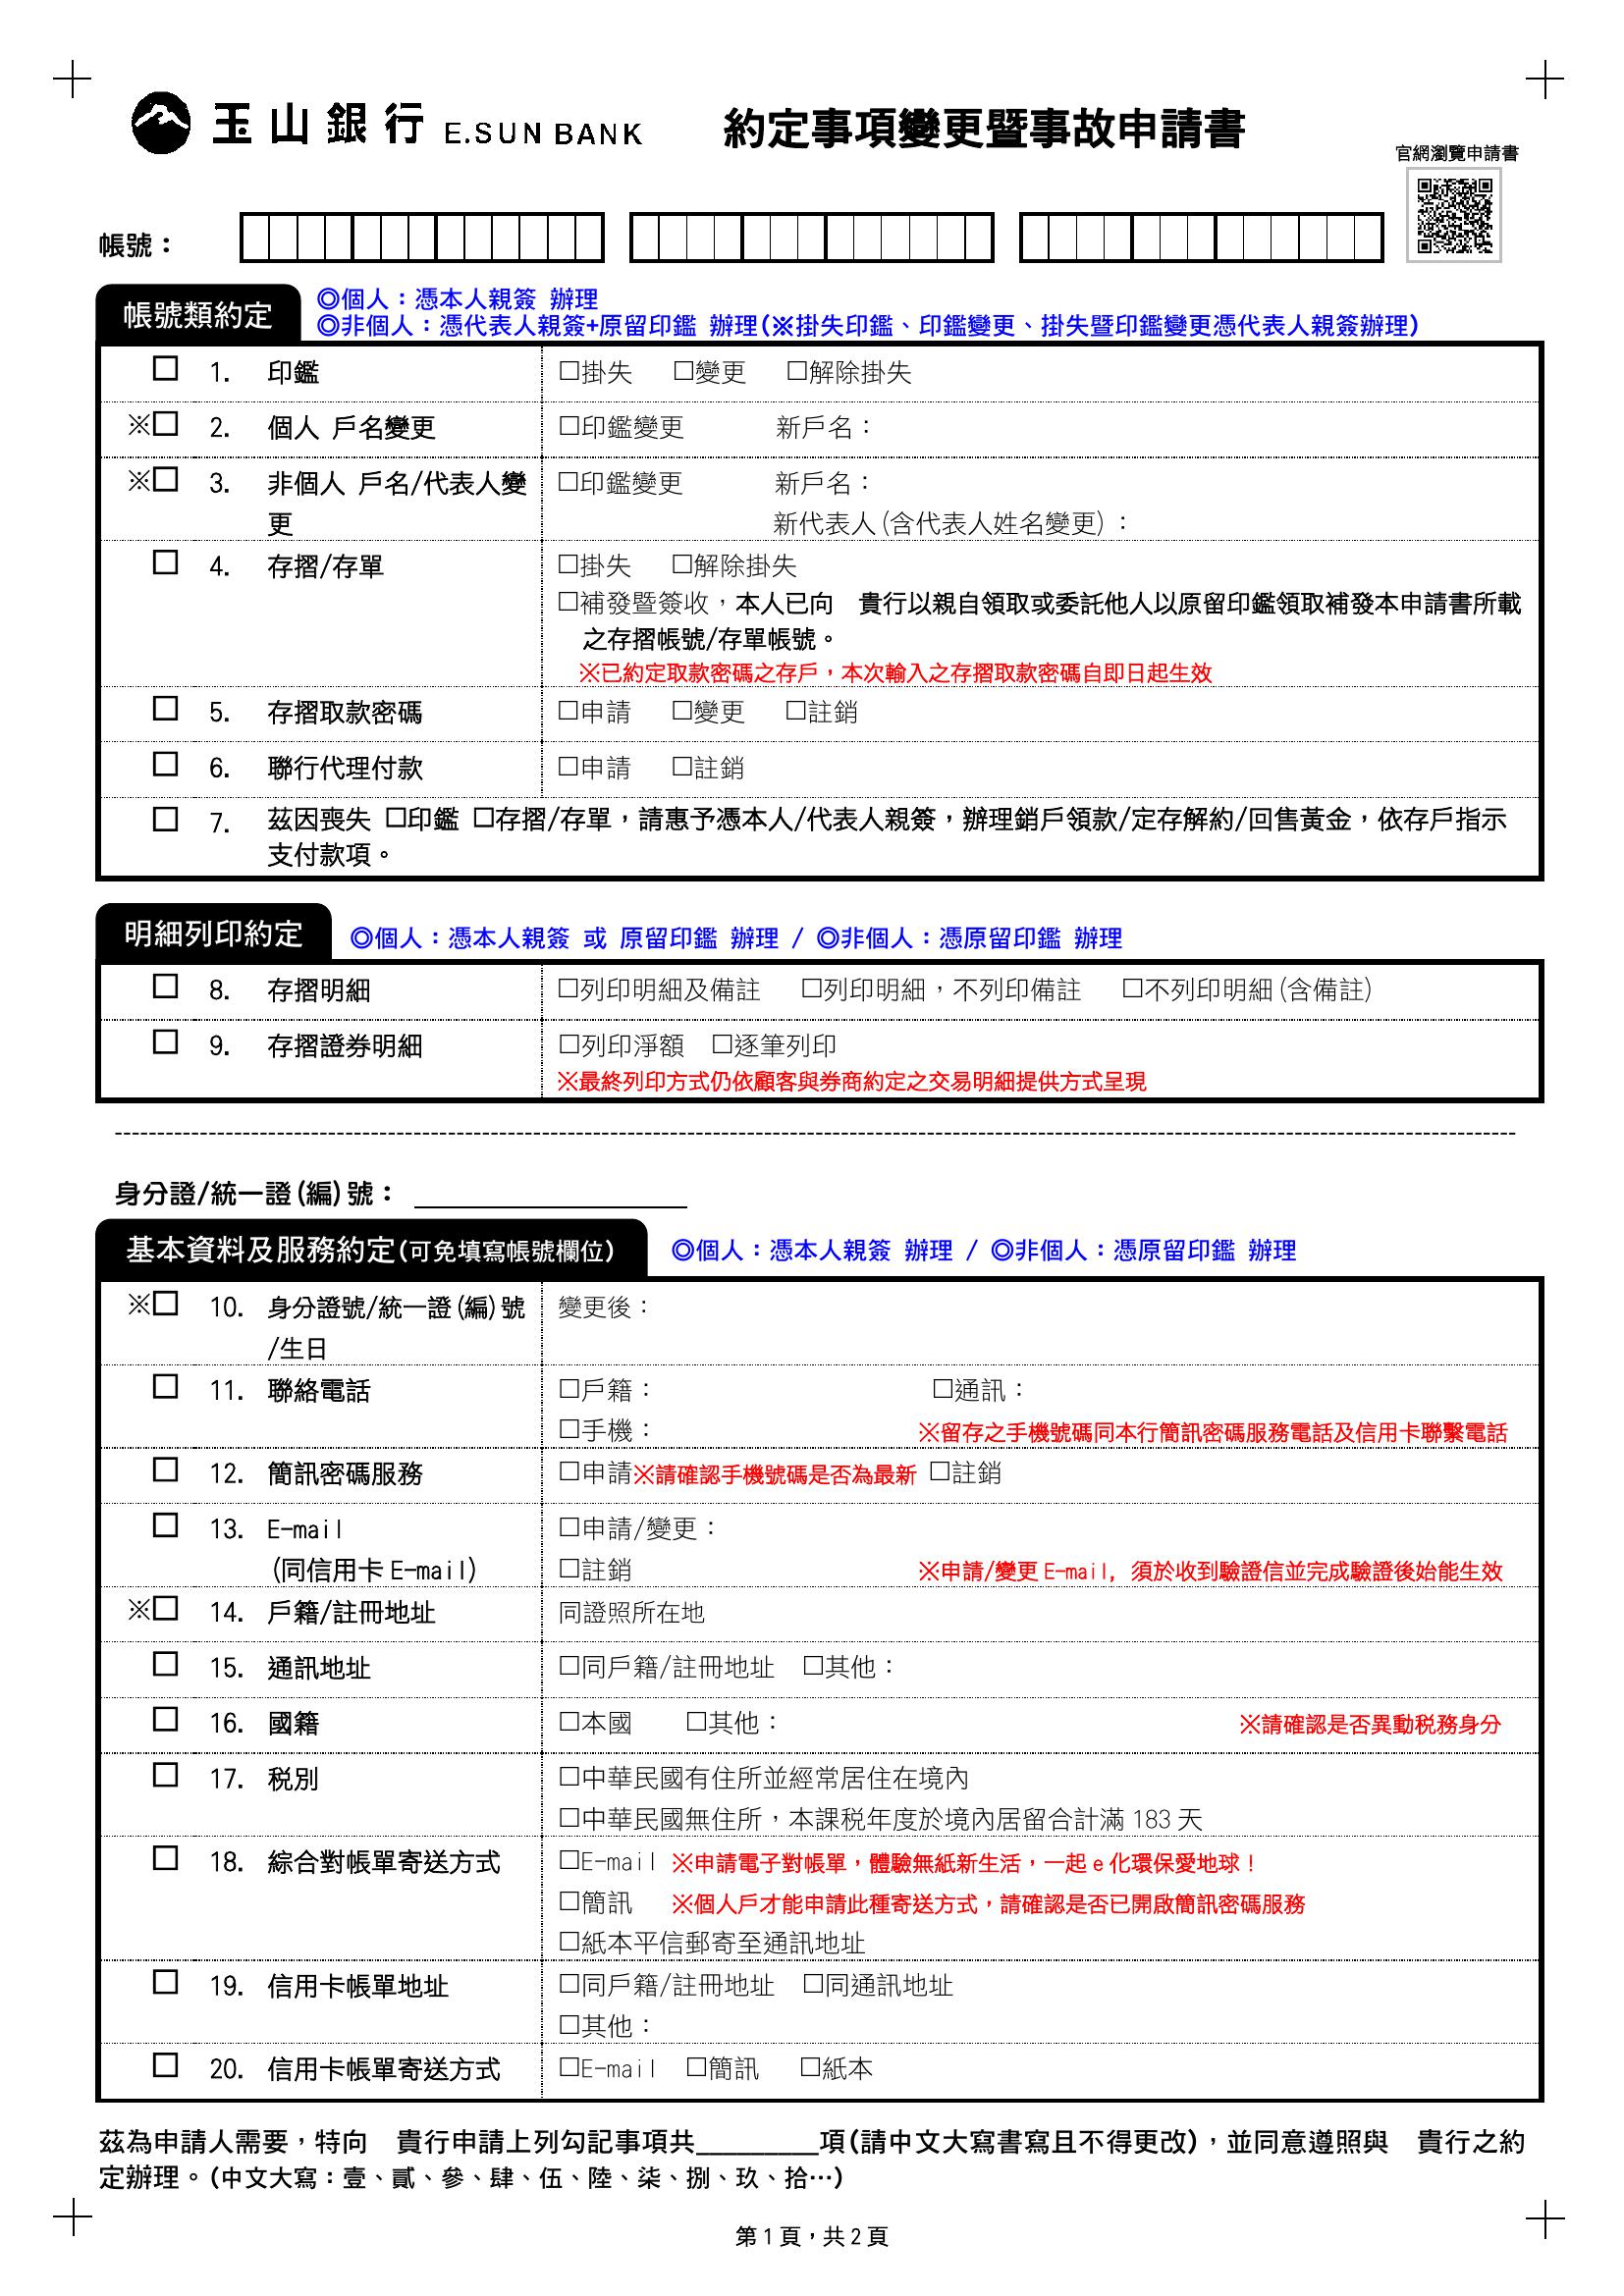 玉山銀行 E.SUN BANK 約定事項變更暨事故申請書
官網瀏覽申請書
帳號：
帳號類約定
◎個人：憑本人親簽 辦理
◎非個人：憑代表人親簽+原留印鑑 辦理(※掛失印鑑、印鑑變更、掛失暨印鑑變更憑代表人親簽辦理)
□ 1. 印鑑 □掛失 □變更 □解除掛失
※□ 2. 個人 戶名變更 □印鑑變更 新戶名：
※□ 3. 非個人 戶名/代表人變 □印鑑變更 新戶名：
更 新代表人(含代表人姓名變更)：
□ 4. 存摺/存單 □掛失 □解除掛失
□補發暨簽收，本人已向 貴行以親自領取或委託他人以原留印鑑領取補發本申請書所載
之存摺帳號/存單帳號。
※已約定取款密碼之存戶，本次輸入之存摺取款密碼自即日起生效
□ 5. 存摺取款密碼 □申請 □變更 □註銷
□ 6. 聯行代理付款 □申請 □註銷
□ 7. 茲因喪失 □印鑑 □存摺/存單，請惠予憑本人/代表人親簽，辦理銷戶領款/定存解約/回售黃金，依存戶指示
支付款項。
明細列印約定 ◎個人：憑本人親簽 或 原留印鑑 辦理 / ◎非個人：憑原留印鑑 辦理
□ 8. 存摺明細 □列印明細及備註 □列印明細，不列印備註 □不列印明細(含備註)
□ 9. 存摺證券明細 □列印淨額 □逐筆列印
※最終列印方式仍依顧客與券商約定之交易明細提供方式呈現
身分證/統一證(編)號：
基本資料及服務約定(可免填寫帳號欄位) ◎個人：憑本人親簽 辦理 / ◎非個人：憑原留印鑑 辦理
※□ 10. 身分證號/統一證(編)號 變更後：
/生日
□ 11. 聯絡電話 □戶籍： □通訊：
□手機： ※留存之手機號碼同本行簡訊密碼服務電話及信用卡聯繫電話
□ 12. 簡訊密碼服務 □申請※請確認手機號碼是否為最新 □註銷
□ 13. E-mail □申請/變更：
(同信用卡 E-mail) □註銷 ※申請/變更 E-mail, 須於收到驗證信並完成驗證後始能生效
※□ 14. 戶籍/註冊地址 同證照所在地
□ 15. 通訊地址 □同戶籍/註冊地址 □其他：
□ 16. 國籍 □本國 □其他： ※請確認是否異動稅務身分
□ 17. 稅別 □中華民國有住所並經常居住在境內
□中華民國無住所，本課稅年度於境內居留合計滿 183 天
□ 18. 綜合對帳單寄送方式 □E-mail ※申請電子對帳單，體驗無紙新生活，一起 e 化環保愛地球！
□簡訊 ※個人戶才能申請此種寄送方式，請確認是否已開啟簡訊密碼服務
□紙本平信郵寄至通訊地址
□ 19. 信用卡帳單地址 □同戶籍/註冊地址 □同通訊地址
□其他：
□ 20. 信用卡帳單寄送方式 □E-mail □簡訊 □紙本
茲為申請人需要，特向 貴行申請上列勾記事項共________項(請中文大寫書寫且不得更改)，並同意遵照與 貴行之約
定辦理。(中文大寫：壹、貳、參、肆、伍、陸、柒、捌、玖、拾…)
第 1 頁，共 2 頁